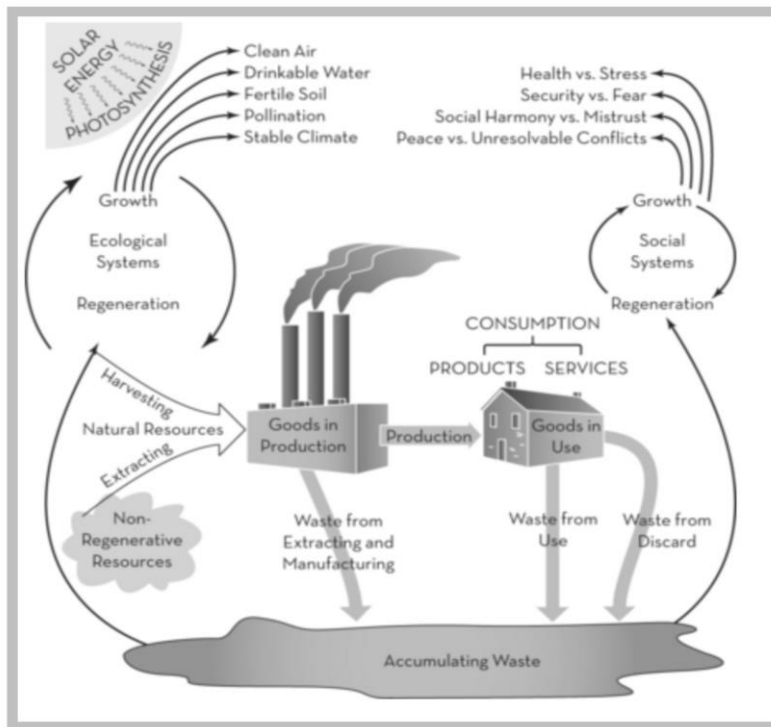 SOLAR
ENERGY
PHOTOSYNTHESIS
Clean Air
Drinkable Water
Fertile Soil
Pollination
Stable Climate
Health vs. Stress
Security vs. Fear
Social Harmony vs. Mistrust
Peace vs. Unresolvable Conflicts
Growth
Ecological
Systems
Regeneration
Growth
Social
Systems
Regeneration
CONSUMPTION
PRODUCTS SERVICES
Harvesting
Natural Resources
Extracting
Goods in
Production
Production
Goods in
Use
Non-
Regenerative
Resources
Waste from
Extracting and
Manufacturing
Waste from
Use
Waste from
Discard
Accumulating Waste